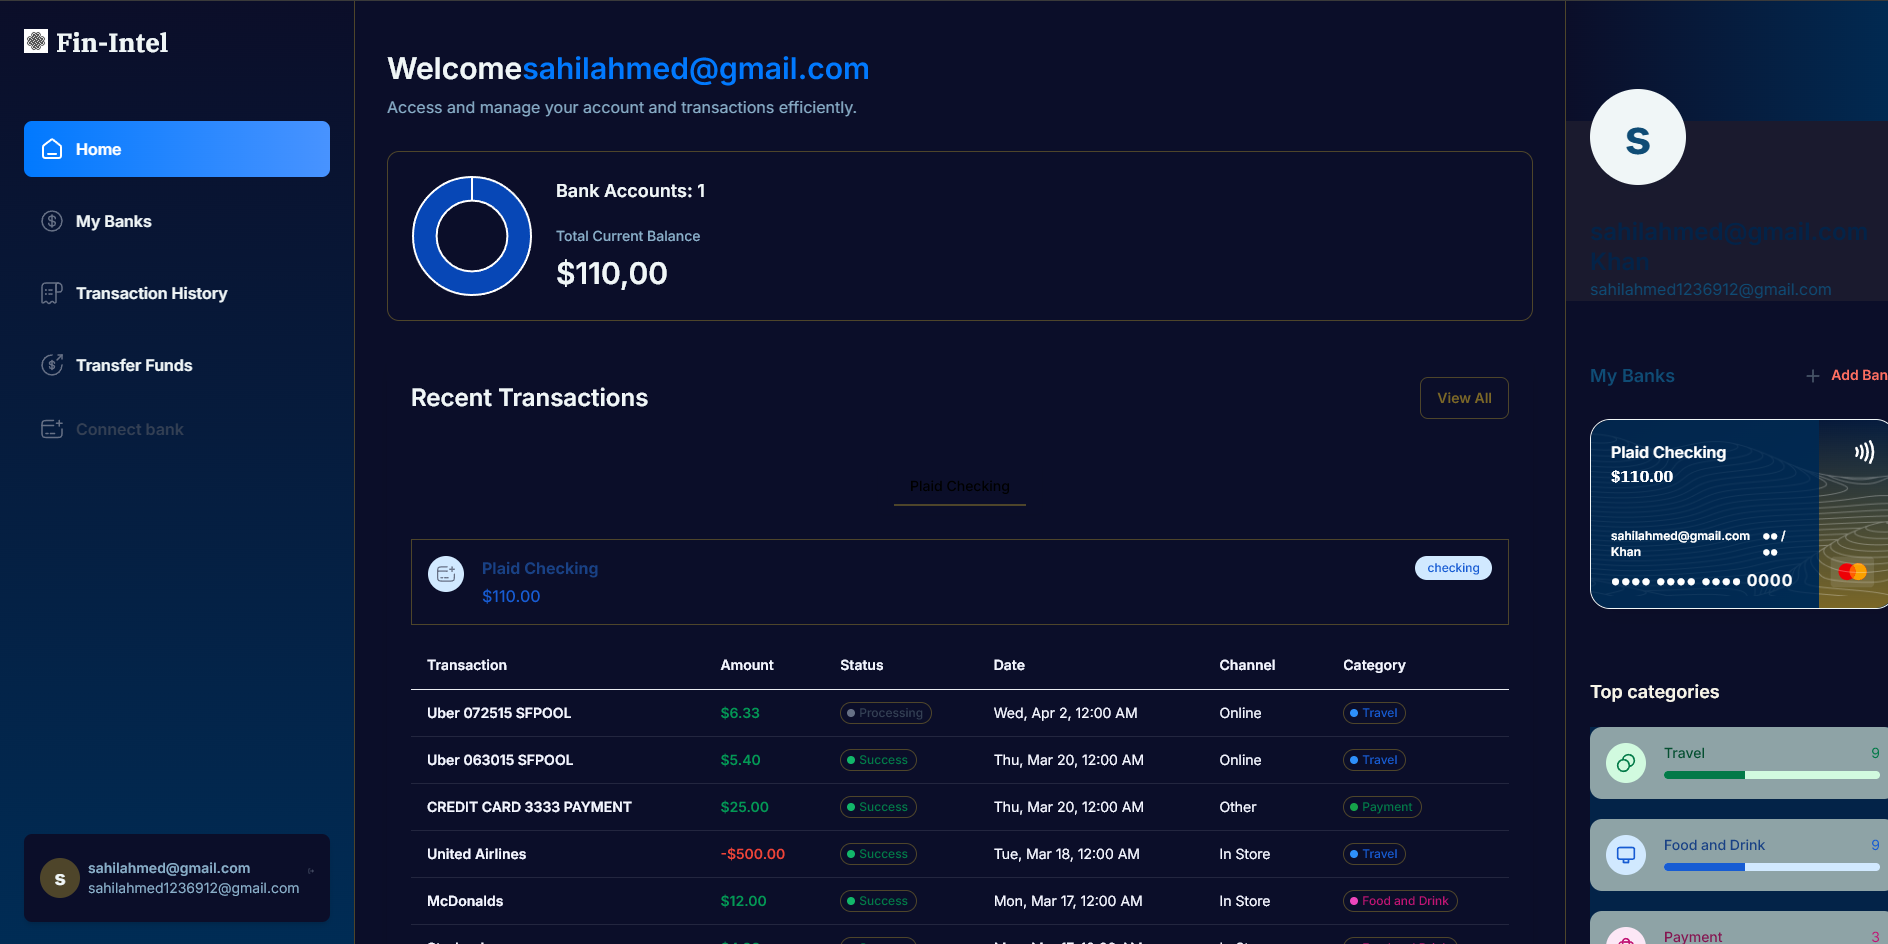 Fin-Intel
Home
My Banks
Transaction History
Transfer Funds
Connect bank
s
sahilahmed@gmail.com
sahilahmed1236912@gmail.com
Welcomesahilahmed@gmail.com
Access and manage your account and transactions efficiently.
Bank Accounts: 1
Total Current Balance
$110,00
Recent Transactions
View All
Plaid Checking
Plaid Checking
checking
$110.00
Transaction Amount Status Date Channel Category
Uber 072515 SFPOOL $6.33 Processing Wed, Apr 2, 12:00 AM Online Travel
Uber 063015 SFPOOL $5.40 Success Thu, Mar 20, 12:00 AM Online Travel
CREDIT CARD 3333 PAYMENT $25.00 Success Thu, Mar 20, 12:00 AM Other Payment
United Airlines -$500.00 Success Tue, Mar 18, 12:00 AM In Store Travel
McDonalds $12.00 Success Mon, Mar 17, 12:00 AM In Store Food and Drink
s
sahilahmed@gmail.com
Khan
sahilahmed1236912@gmail.com
My Banks
Add Ban
Plaid Checking
$110.00
sahilahmed@gmail.com ●● /
Khan ●●
●●●● ●●●● ●●●● 0000
Top categories
Travel 9
Food and Drink 9
Payment 3